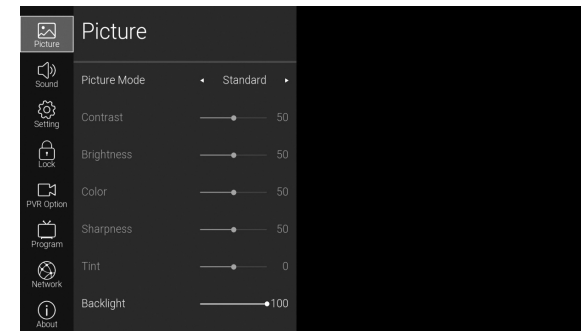 Picture
Sound
Setting
Lock
PVR Option
Program
Network
About
Picture
Picture Mode Standard
Contrast 50
Brightness 50
Color 50
Sharpness 50
Tint 0
Backlight 100